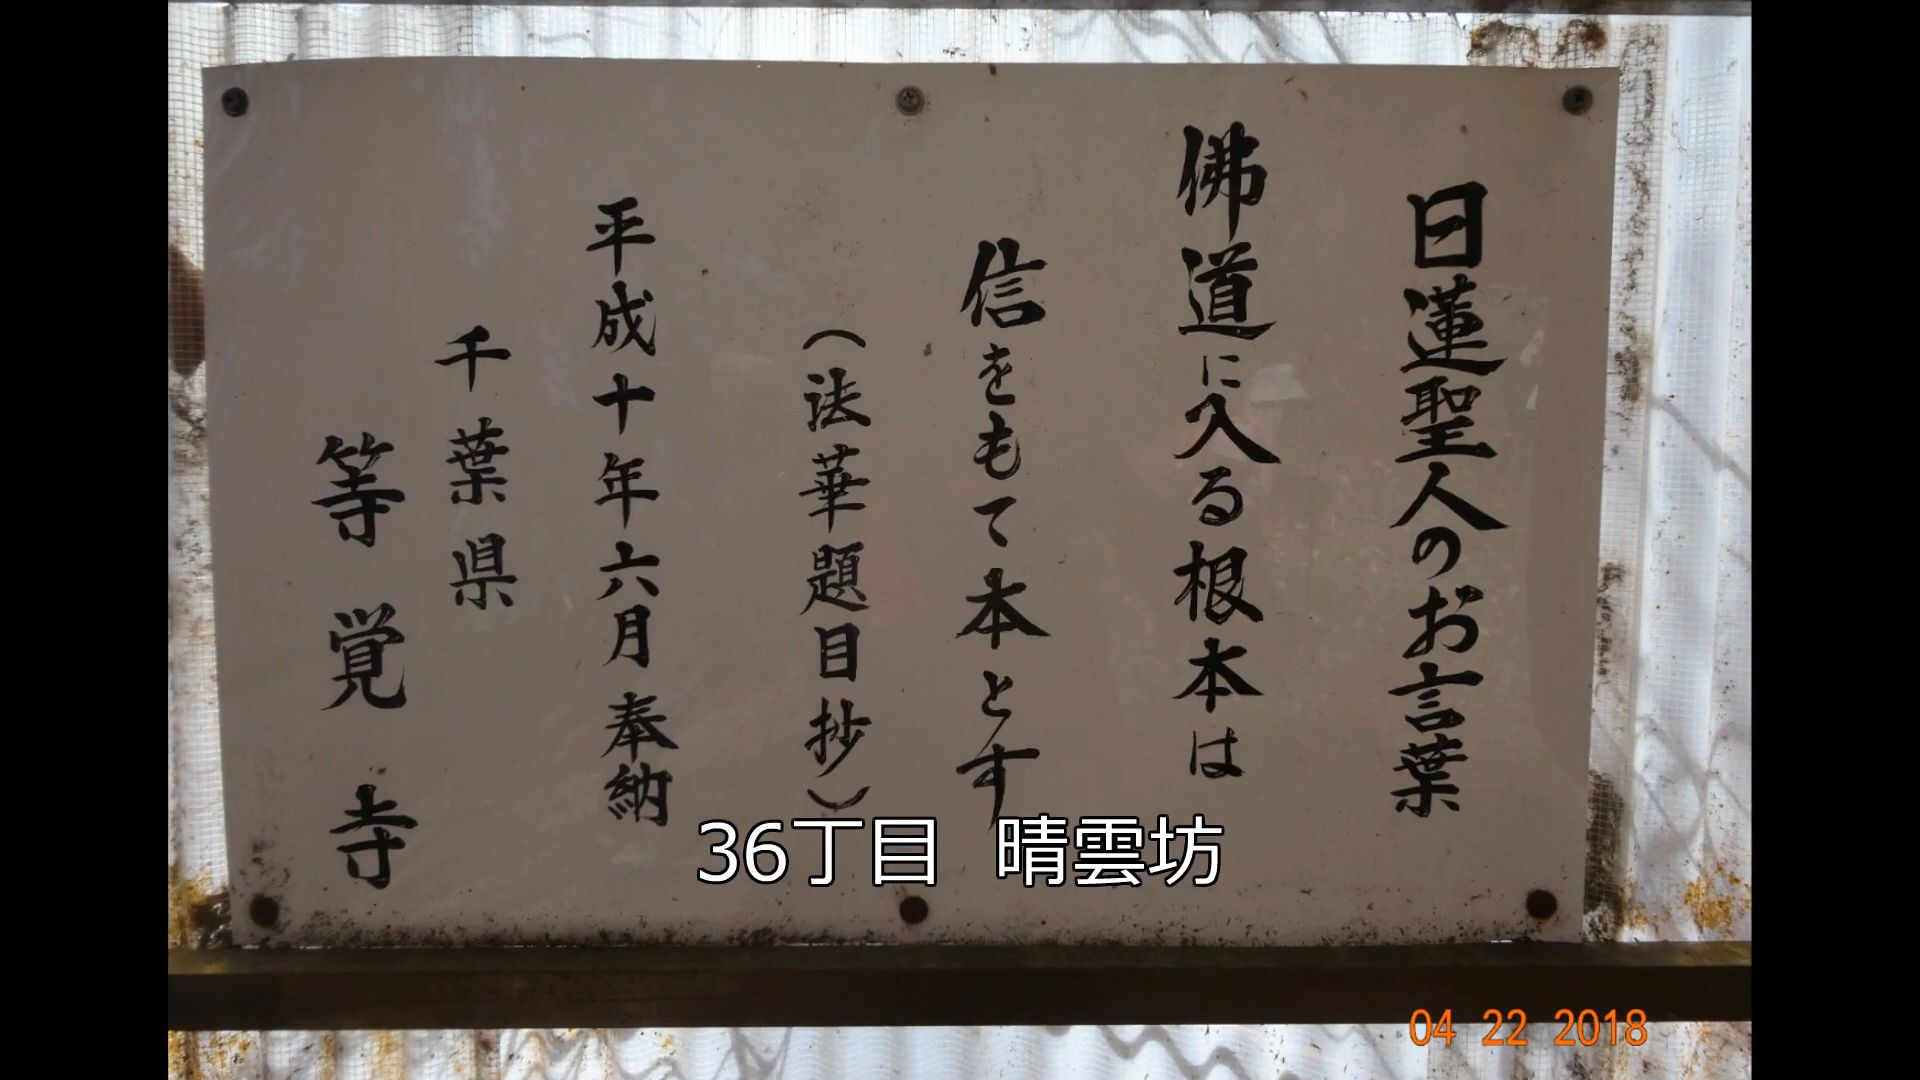 日蓮聖人のお言葉
佛道に入る根本は
信をもて本とす
（法華題目抄）
平成十年六月奉納
千葉県
等覚寺
36丁目 晴雲坊
04 22 2018